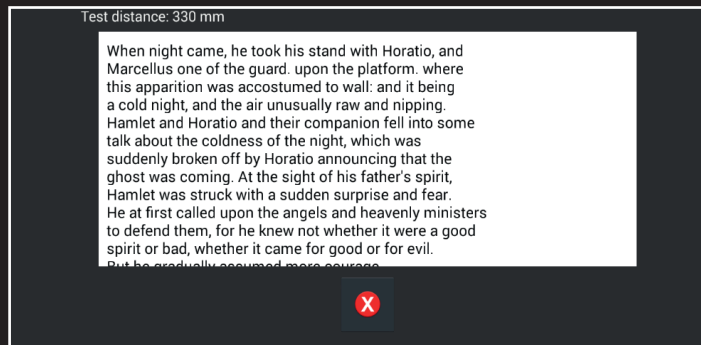 Test distance: 330 mm
When night came, he took his stand with Horatio, and
Marcellus one of the guard. upon the platform. where
this apparition was accostumed to wall: and it being
a cold night, and the air unusually raw and nipping.
Hamlet and Horatio and their companion fell into some
talk about the coldness of the night, which was
suddenly broken off by Horatio announcing that the
ghost was coming. At the sight of his father's spirit,
Hamlet was struck with a sudden surprise and fear.
He at first called upon the angels and heavenly ministers
to defend them, for he knew not whether it were a good
spirit or bad, whether it came for good or for evil.
But he gradually assumed more courage
X